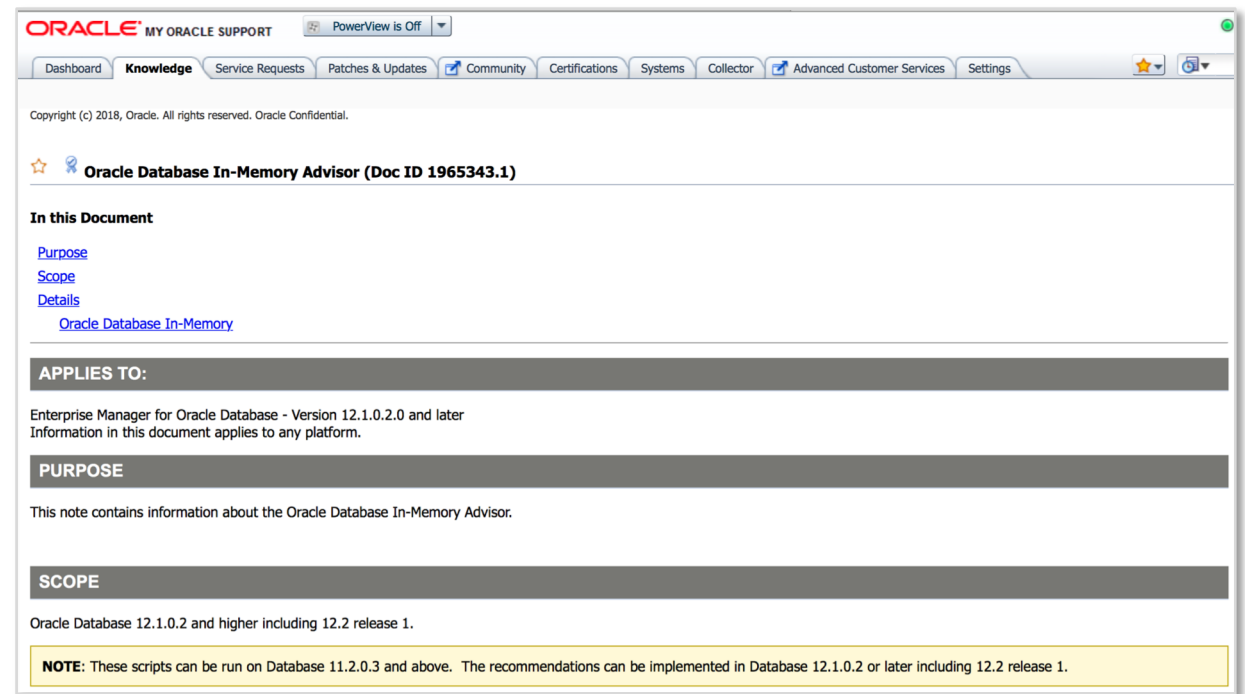 ORACLE® MY ORACLE SUPPORT PowerView is Off
Dashboard Knowledge Service Requests Patches & Updates Community Certifications Systems Collector Advanced Customer Services Settings
Copyright (c) 2018, Oracle. All rights reserved. Oracle Confidential.
Oracle Database In-Memory Advisor (Doc ID 1965343.1)
In this Document
Purpose
Scope
Details
Oracle Database In-Memory
APPLIES TO:
Enterprise Manager for Oracle Database - Version 12.1.0.2.0 and later
Information in this document applies to any platform.
PURPOSE
This note contains information about the Oracle Database In-Memory Advisor.
SCOPE
Oracle Database 12.1.0.2 and higher including 12.2 release 1.
NOTE: These scripts can be run on Database 11.2.0.3 and above. The recommendations can be implemented in Database 12.1.0.2 or later including 12.2 release 1.